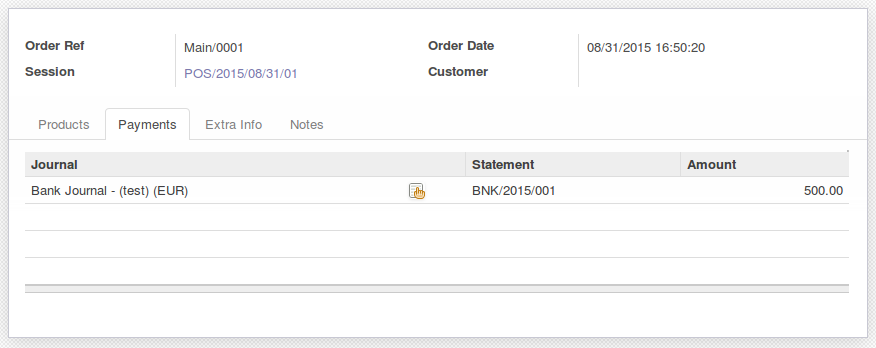 Order Ref Main/0001 Order Date 08/31/2015 16:50:20
Session POS/2015/08/31/01 Customer
Products Payments Extra Info Notes
Journal Statement Amount
Bank Journal - (test) (EUR) BNK/2015/001 500.00